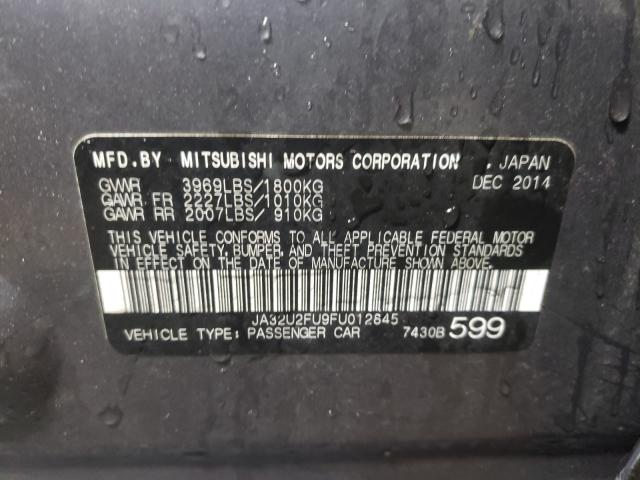 MFD. BY MITSUBISHI MOTORS CORPORATION , JAPAN
GVWR 3969LBS/1800KG DEC 2014
GAWR FR 2227LBS/1010KG
GAWR RR 2007LBS/ 910KG
THIS VEHICLE CONFORMS TO ALL APPLICABLE FEDERAL MOTOR
VEHICLE SAFETY, BUMPER, AND THEFT PREVENTION STANDARDS
IN EFFECT ON THE DATE OF MANUFACTURE SHOWN ABOVE.
JA32U2FU9FU012645
VEHICLE TYPE: PASSENGER CAR 7430B 599